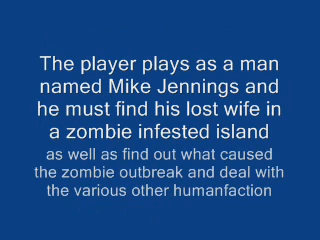 The player plays as a man
named Mike Jennings and
he must find his lost wife in
a zombie infested island
as well as find out what caused
the zombie outbreak and deal with
the various other humanfaction